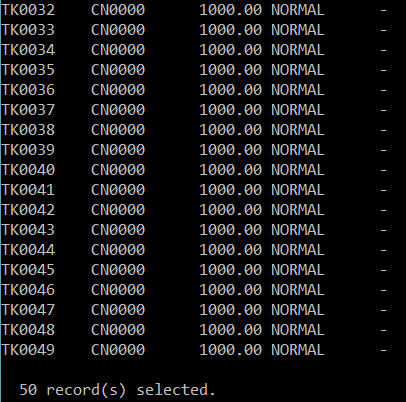 TK0032 CN0000 1000.00 NORMAL -
TK0033 CN0000 1000.00 NORMAL -
TK0034 CN0000 1000.00 NORMAL -
TK0035 CN0000 1000.00 NORMAL -
TK0036 CN0000 1000.00 NORMAL -
TK0037 CN0000 1000.00 NORMAL -
TK0038 CN0000 1000.00 NORMAL -
TK0039 CN0000 1000.00 NORMAL -
TK0040 CN0000 1000.00 NORMAL -
TK0041 CN0000 1000.00 NORMAL -
TK0042 CN0000 1000.00 NORMAL -
TK0043 CN0000 1000.00 NORMAL -
TK0044 CN0000 1000.00 NORMAL -
TK0045 CN0000 1000.00 NORMAL -
TK0046 CN0000 1000.00 NORMAL -
TK0047 CN0000 1000.00 NORMAL -
TK0048 CN0000 1000.00 NORMAL -
TK0049 CN0000 1000.00 NORMAL -
50 record(s) selected.